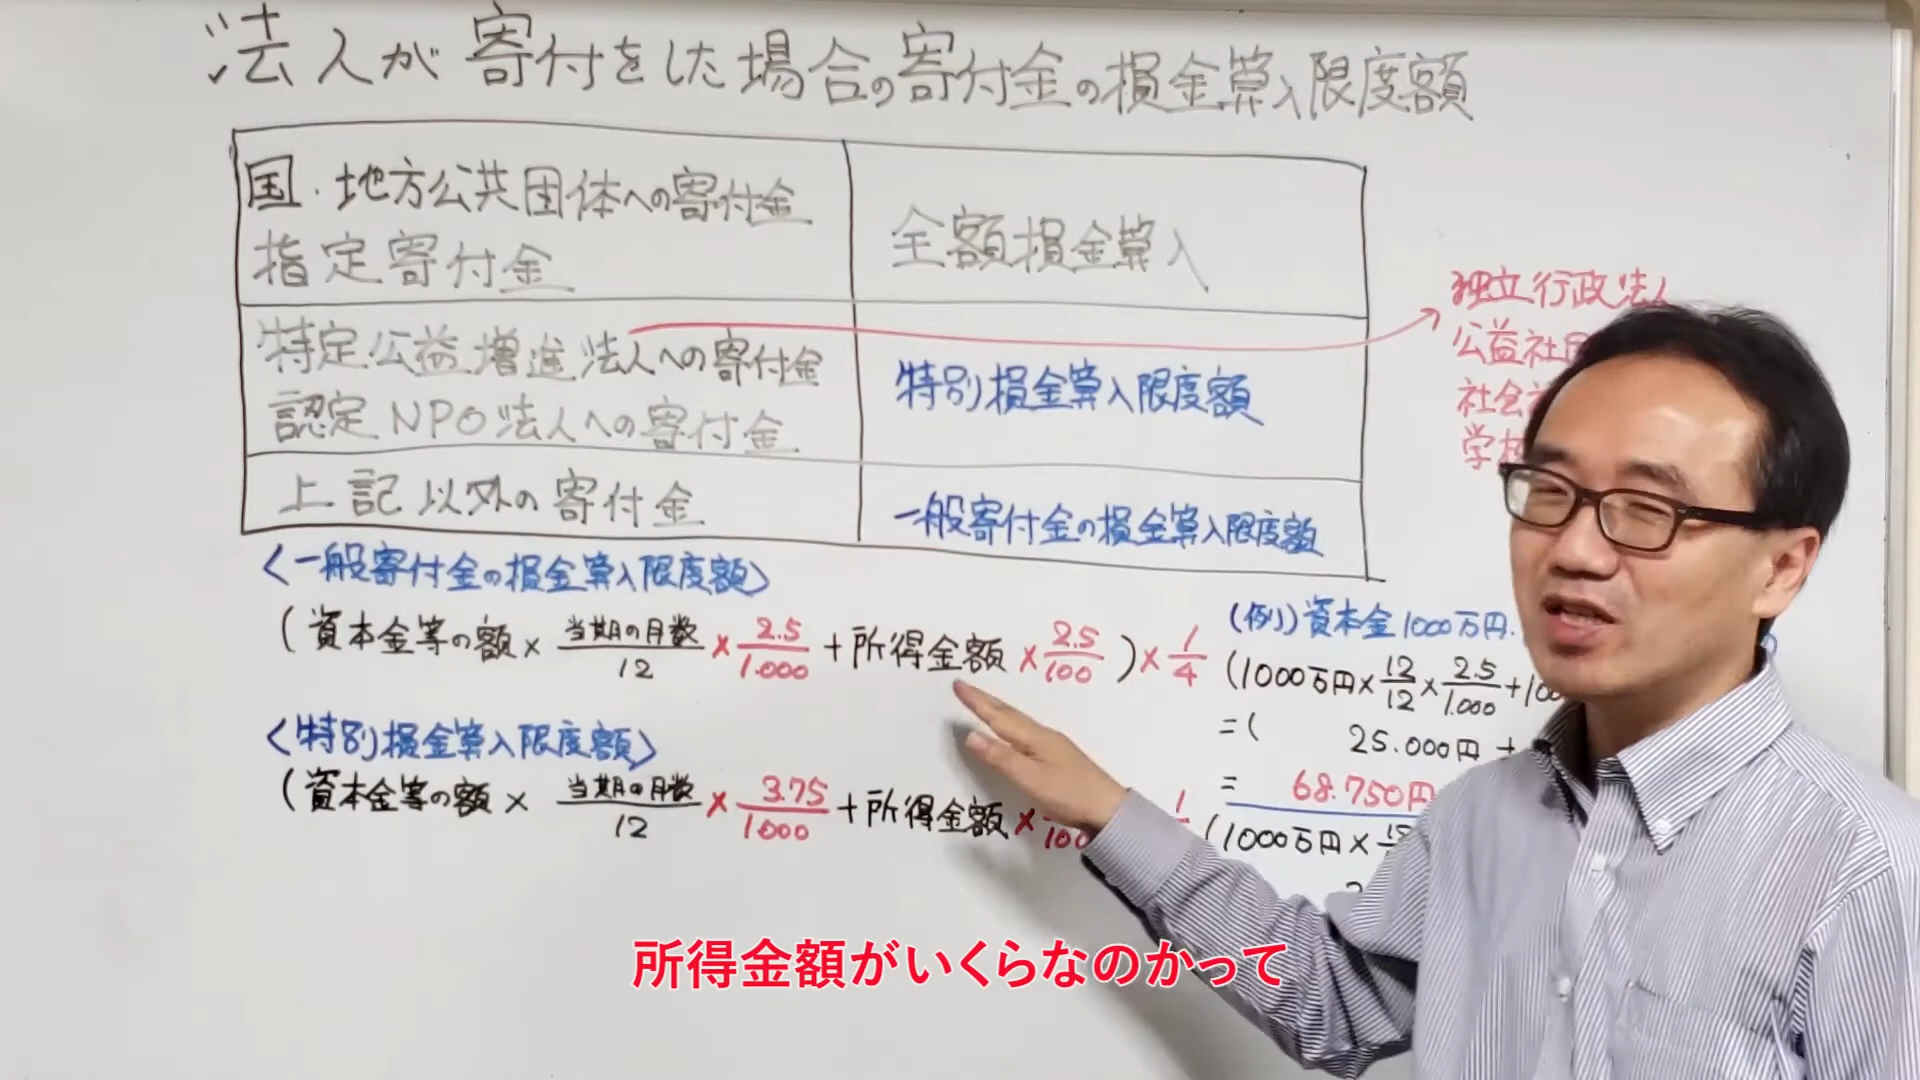 法人が寄付をした場合の寄付金の損金算入限度額
国・地方公共団体への寄付金
指定寄付金
全額損金算入
特定公益増進法人への寄付金
認定NPO法人への寄付金
特別損金算入限度額
上記以外の寄付金
一般寄付金の損金算入限度額
独立行政法人
公益社団
社会
学校
〈一般寄付金の損金算入限度額〉
(資本金等の額×当期の月数/12×2.5/1.000+所得金額×2.5/100)×1/4
〈特別損金算入限度額〉
(資本金等の額×当期の月数/12×3.75/1000+所得金額×
100
1
(例)資本金1000万円.
(1000万円×12/12×2.5/1.000+100
=( 25.000円+
= 68.750円
(1000万円×
所得金額がいくらなのかって